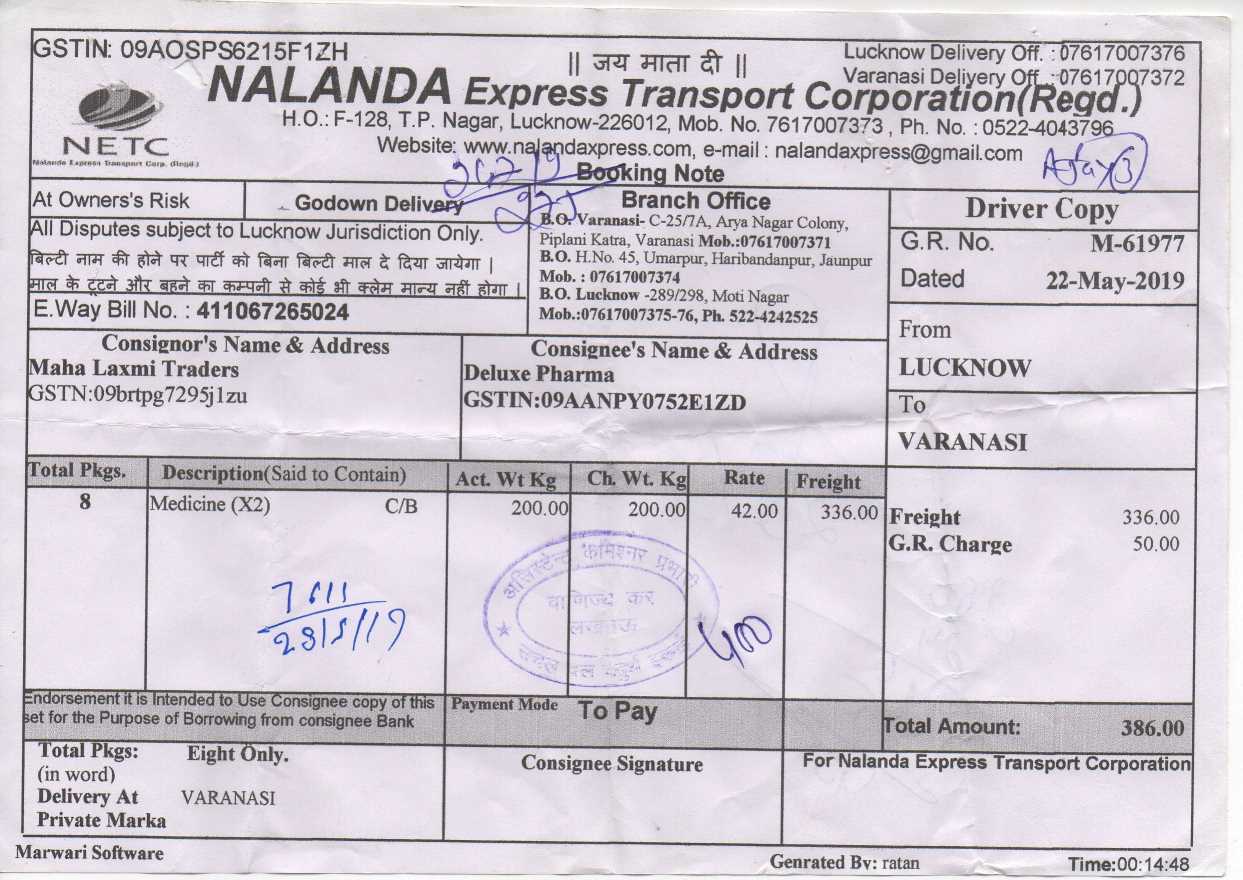 GSTIN: 09AOSPS6215F1ZH
|| जय माता दी ||
Lucknow Delivery Off. : 07617007376
Varanasi Delivery Off. : 07617007372
NALANDA Express Transport Corporation(Regd.)
NETC
Nalanda Express Transport Corp. (Regd.)
H.O.: F-128, T.P. Nagar, Lucknow-226012, Mob. No. 7617007373 , Ph. No. : 0522-4043796
Website: www.nalandaxpress.com, e-mail : nalandaxpress@gmail.com
Booking Note
At Owners's Risk
Godown Delivery
All Disputes subject to Lucknow Jurisdiction Only.
बिल्टी नाम की होने पर पार्टी को बिना बिल्टी माल दे दिया जायेगा |
माल के टूटने और बहने का कम्पनी से कोई भी क्लेम मान्य नहीं होगा |
E.Way Bill No. : 411067265024
Branch Office
B.O. Varanasi- C-25/7A, Arya Nagar Colony,
Piplani Katra, Varanasi Mob.:07617007371
B.O. H.No. 45, Umarpur, Haribandanpur, Jaunpur
Mob. : 07617007374
B.O. Lucknow -289/298, Moti Nagar
Mob.:07617007375-76, Ph. 522-4242525
Driver Copy
G.R. No. M-61977
Dated 22-May-2019
From
LUCKNOW
To
VARANASI
Consignor's Name & Address
Maha Laxmi Traders
GSTN:09brtpg7295j1zu
Consignee's Name & Address
Deluxe Pharma
GSTIN:09AANPY0752E1ZD
Total Pkgs. Description(Said to Contain) Act. Wt Kg Ch. Wt. Kg Rate Freight
8 Medicine (X2) C/B 200.00 200.00 42.00 336.00
Freight 336.00
G.R. Charge 50.00
असिस्टेन्ट कमिश्नर प्रभारी
वाणिज्य कर
लखनऊ
400
Endorsement it is Intended to Use Consignee copy of this
set for the Purpose of Borrowing from consignee Bank
Payment Mode To Pay
Total Amount: 386.00
Total Pkgs: Eight Only.
(in word)
Delivery At VARANASI
Private Marka
Consignee Signature
For Nalanda Express Transport Corporation
Marwari Software
Genrated By: ratan
Time:00:14:48